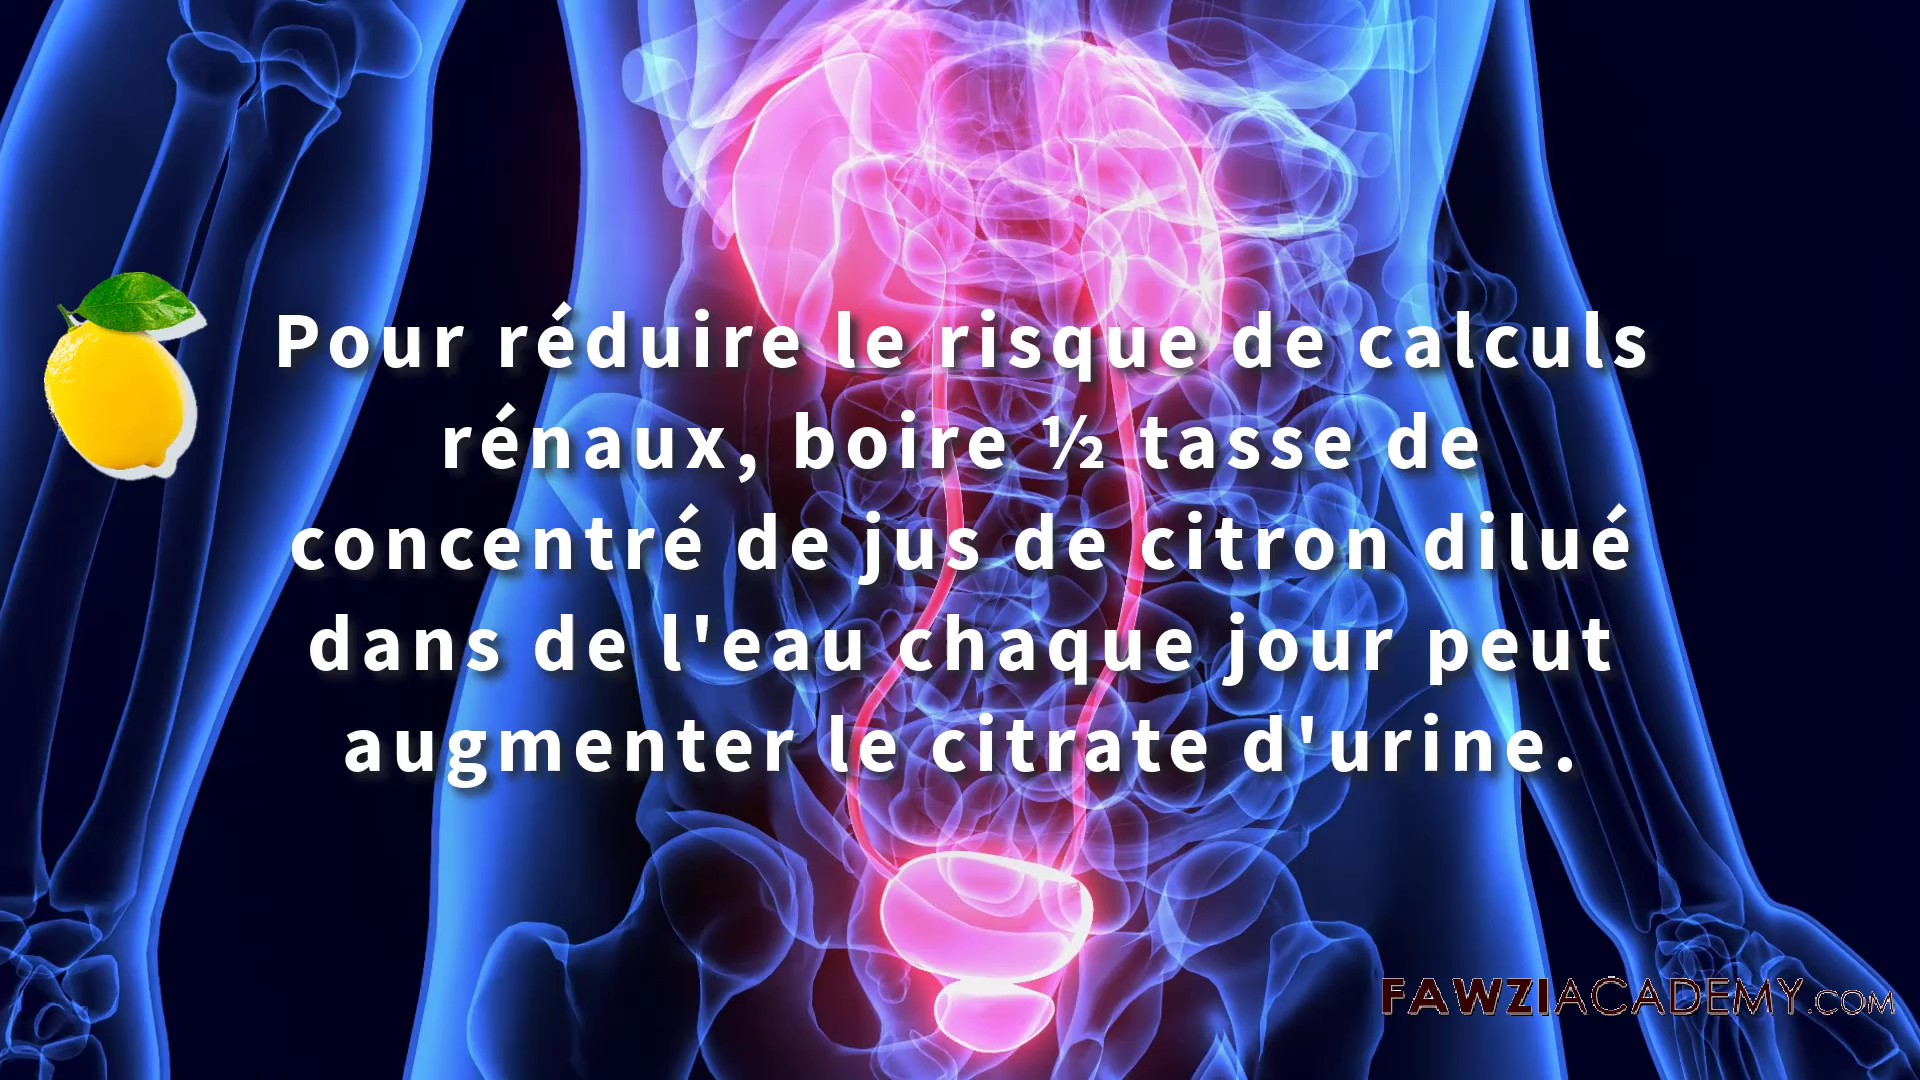 Pour réduire le risque de calculs
rénaux, boire ½ tasse de
concentré de jus de citron dilué
dans de l'eau chaque jour peut
augmenter le citrate d'urine.
FAWZIACADEMY.COM